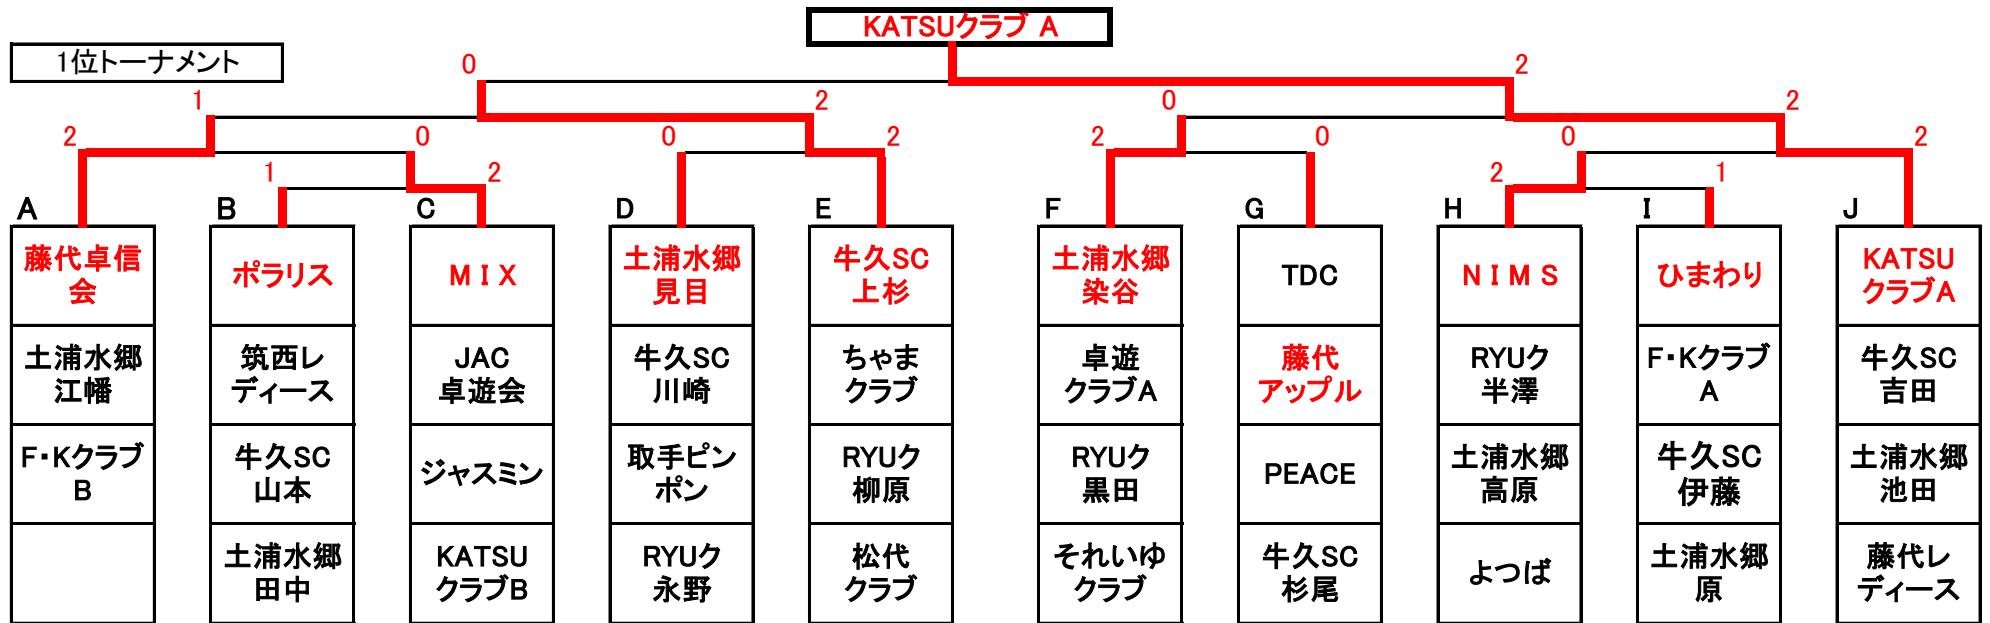 KATSUクラブ A
1位トーナメント
0
2
1
2
0
2
2
0
0
2
2
0
0
2
1
2
2
1
A
B
C
D
E
F
G
H
I
J
藤代卓信
会
ポラリス
MIX
土浦水郷
見目
牛久SC
上杉
土浦水郷
染谷
TDC
NIMS
ひまわり
KATSU
クラブA
土浦水郷
江幡
筑西レ
ディース
JAC
卓遊会
牛久SC
川崎
ちゃま
クラブ
卓遊
クラブA
藤代
アップル
RYUク
半澤
F・Kクラブ
A
牛久SC
吉田
F・Kクラブ
B
牛久SC
山本
ジャスミン
取手ピン
ポン
RYUク
柳原
RYUク
黒田
PEACE
土浦水郷
高原
牛久SC
伊藤
土浦水郷
池田
土浦水郷
田中
KATSU
クラブB
RYUク
永野
松代
クラブ
それいゆ
クラブ
牛久SC
杉尾
よつば
土浦水郷
原
藤代レ
ディース